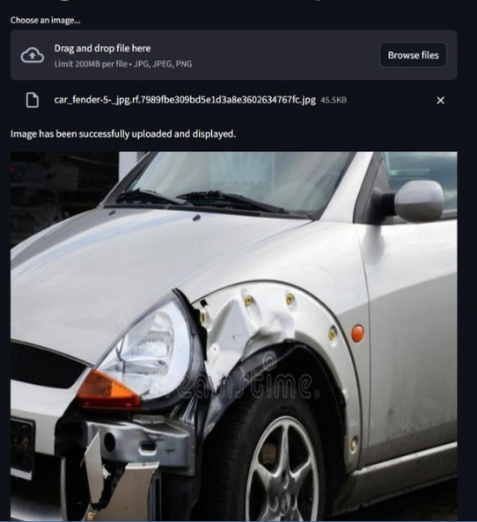 Choose an image...
Drag and drop file here
Limit 200MB per file • JPG, JPEG, PNG
Browse files
car_fender-5-_jpg.rf.7989fbe309bd5e1d3a8e3602634767fc.jpg 45.5KB
Image has been successfully uploaded and displayed.
dreamstime.